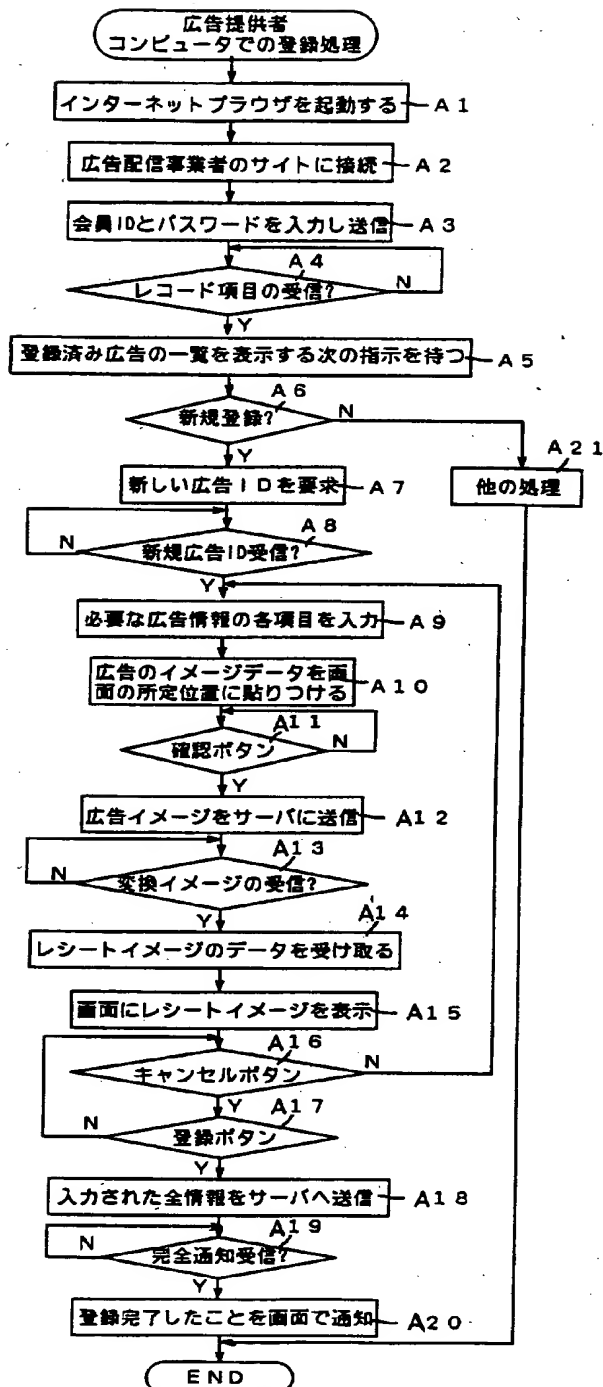 広告提供者
コンピュータでの登録処理
インターネットブラウザを起動する
A1
広告配信事業者のサイトに接続
A2
会員IDとパスワードを入力し送信
A3
A4
レコード項目の受信?
N
Y
登録済み広告の一覧を表示する次の指示を待つ
A5
A6
新規登録?
N
Y
A21
他の処理
新しい広告IDを要求
A7
A8
新規広告ID受信?
N
Y
必要な広告情報の各項目を入力
A9
広告のイメージデータを画
面の所定位置に貼りつける
A10
A11
確認ボタン
N
Y
広告イメージをサーバに送信
A12
A13
変換イメージの受信?
N
Y
A14
レシートイメージのデータを受け取る
画面にレシートイメージを表示
A15
A16
キャンセルボタン
N
Y
A17
登録ボタン
N
Y
入力された全情報をサーバへ送信
A18
A19
完全通知受信?
N
Y
登録完了したことを画面で通知
A20
END